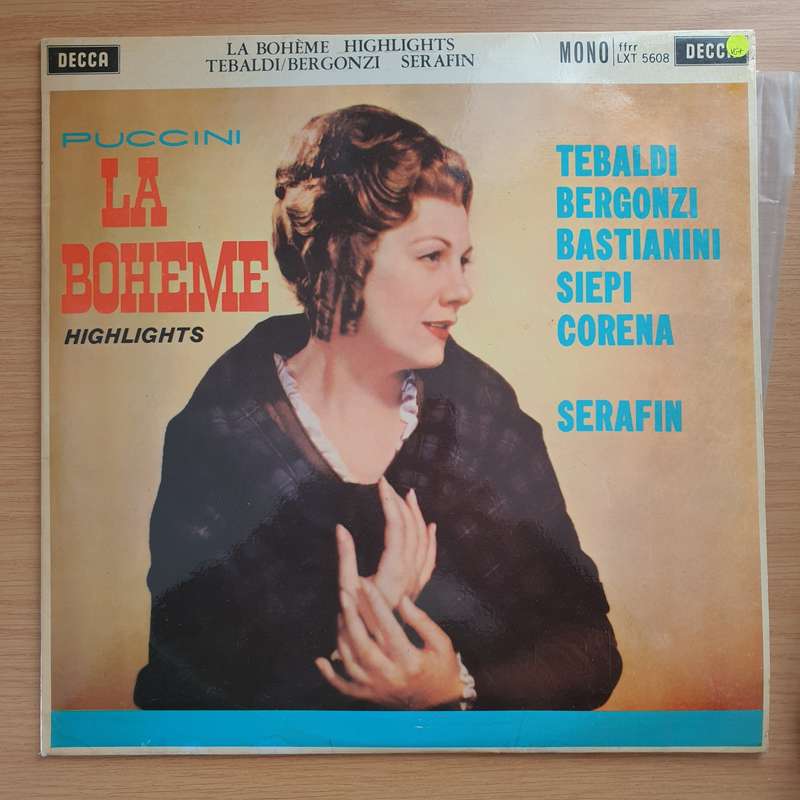 DECCA
LA BOHÈME HIGHLIGHTS
TEBALDI/BERGONZI SERAFIN
MONO
ffrr
LXT 5608
DECCA
PUCCINI
LA
BOHEME
HIGHLIGHTS
TEBALDI
BERGONZI
BASTIANINI
SIEPI
CORENA
SERAFIN